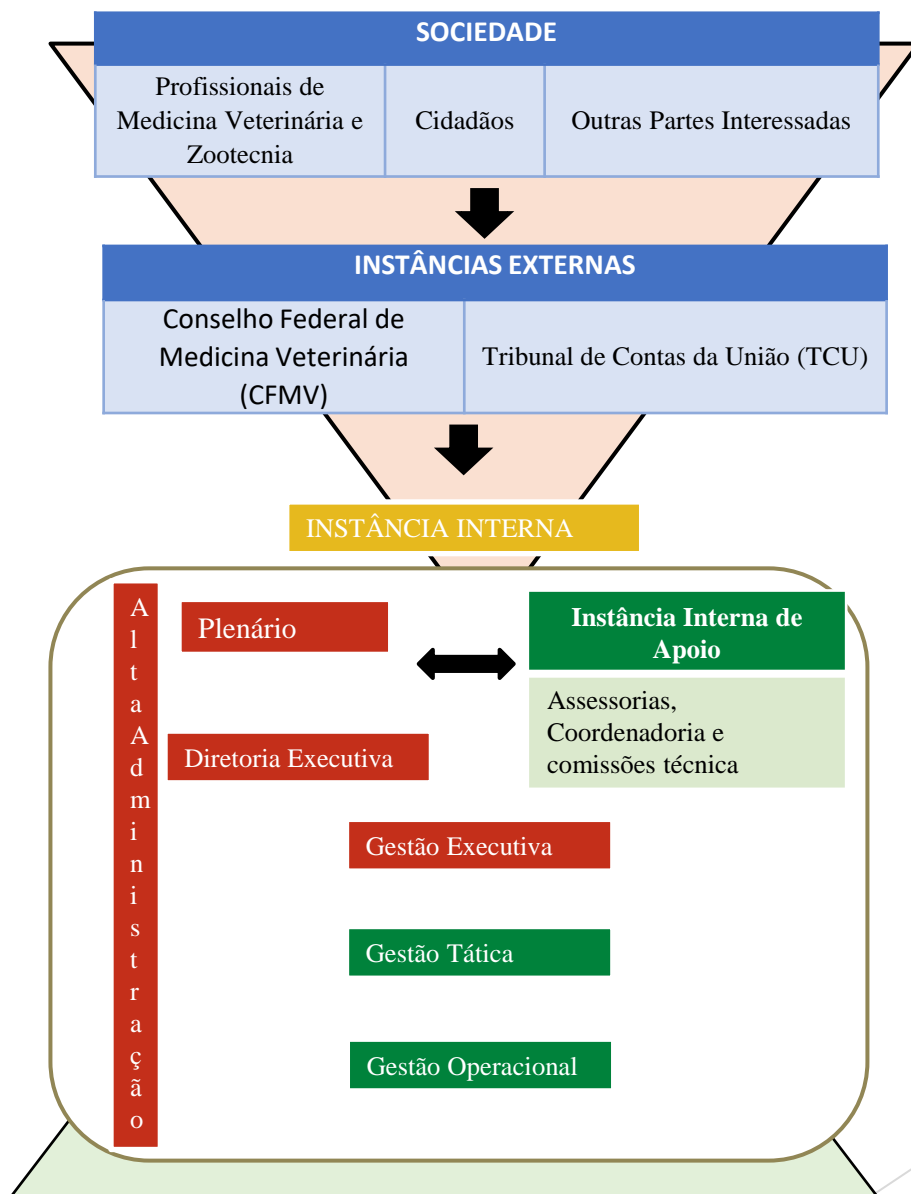 SOCIEDADE
Profissionais de
Medicina Veterinária e
Zootecnia
Cidadãos
Outras Partes Interessadas
INSTÂNCIAS EXTERNAS
Conselho Federal de
Medicina Veterinária
(CFMV)
Tribunal de Contas da União (TCU)
INSTÂNCIA INTERNA
Alta Administração
Plenário
Instância Interna de
Apoio
Assessorias,
Coordenadoria e
comissões técnica
Diretoria Executiva
Gestão Executiva
Gestão Tática
Gestão Operacional